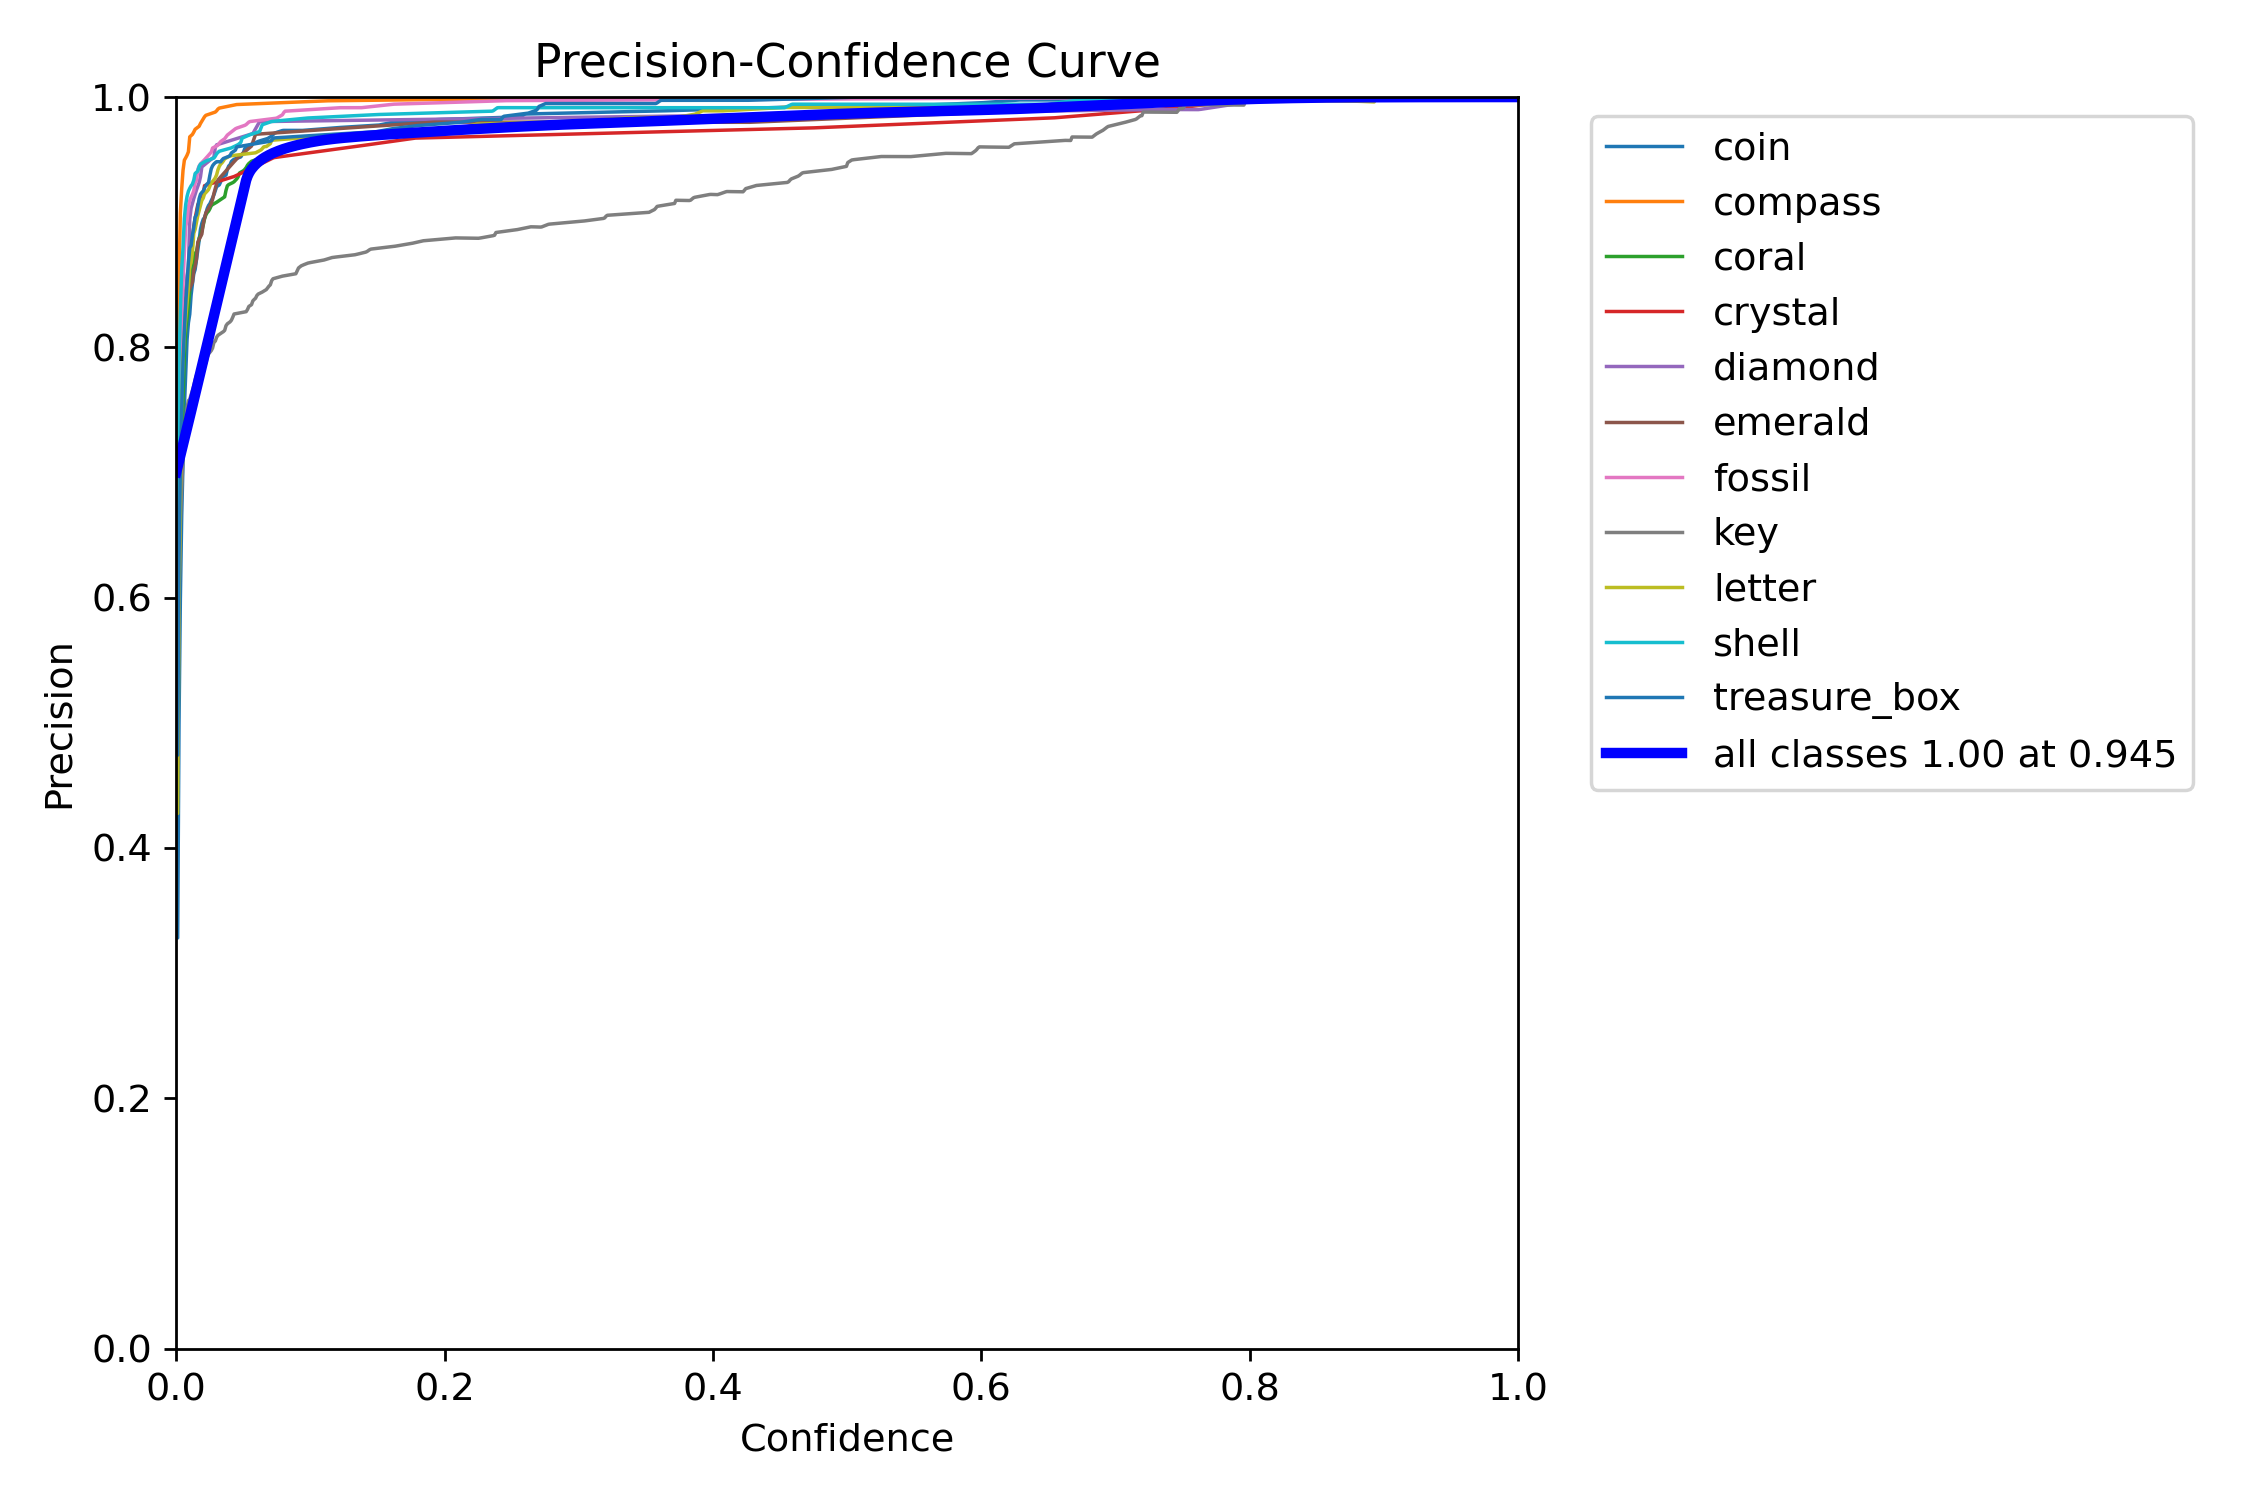 Precision-Confidence Curve
1.0
0.8
0.6
0.4
0.2
0.0
Precision
0.0 0.2 0.4 0.6 0.8 1.0
Confidence
coin
compass
coral
crystal
diamond
emerald
fossil
key
letter
shell
treasure_box
all classes 1.00 at 0.945